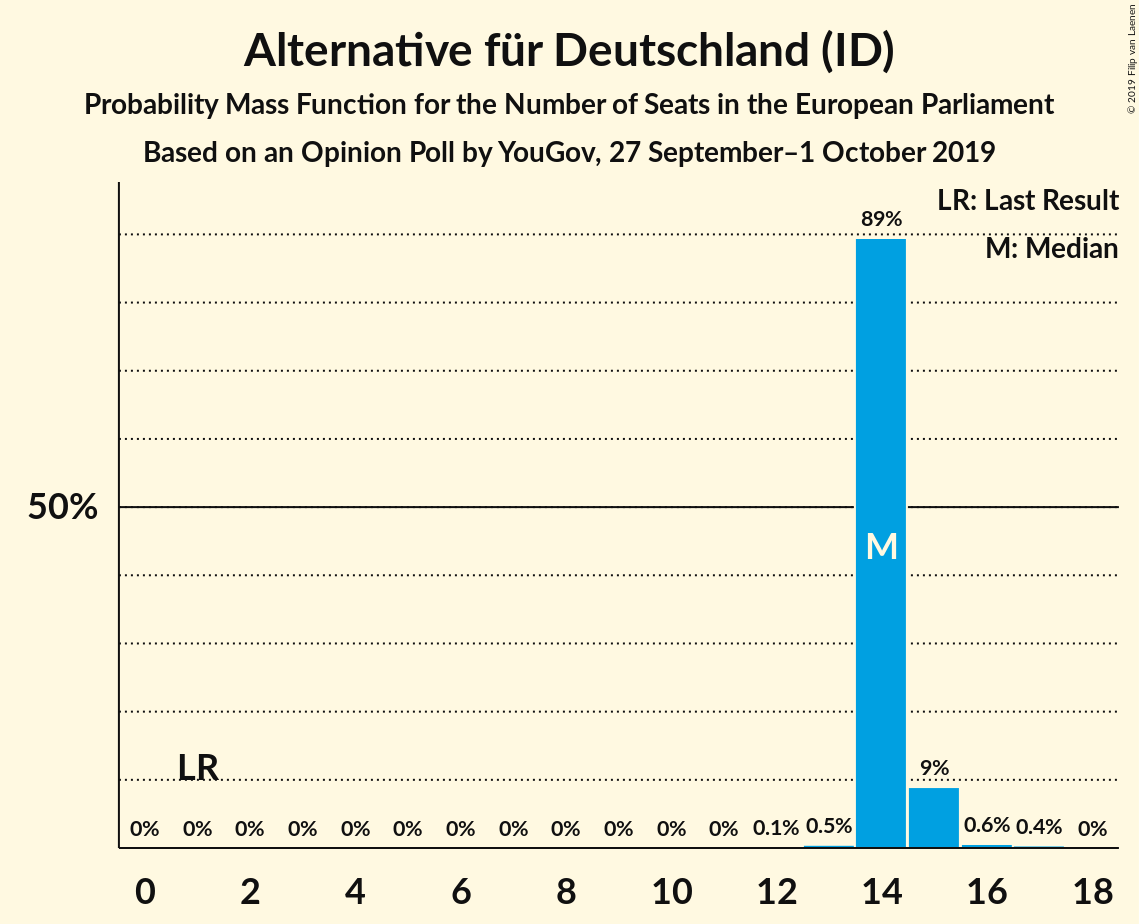 Alternative für Deutschland (ID)
Probability Mass Function for the Number of Seats in the European Parliament
Based on an Opinion Poll by YouGov, 27 September–1 October 2019
© 2019 Filip van Laenen
LR: Last Result
M: Median
89%
50%
M
LR
9%
0% 0% 0% 0% 0% 0% 0% 0% 0% 0% 0% 0% 0.1% 0.5% 0.6% 0.4% 0%
0 2 4 6 8 10 12 14 16 18